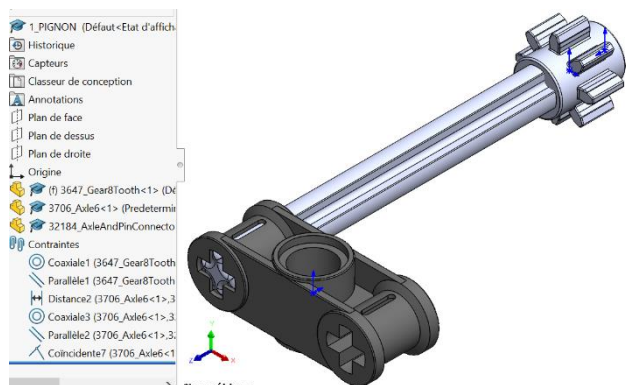 1_PIGNON (Défaut<Etat d'affich
Historique
Capteurs
Classeur de conception
Annotations
Plan de face
Plan de dessus
Plan de droite
Origine
(f) 3647_Gear8Tooth<1> (Dé
3706_Axle6<1> (Predetermir
32184_AxleAndPinConnecto
Contraintes
Coaxiale1 (3647_Gear8Tooth
Parallèle1 (3647_Gear8Tooth
Distance2 (3706_Axle6<1>,3
Coaxiale3 (3706_Axle6<1>,3
Parallèle2 (3706_Axle6<1>,32
Coïncidente7 (3706_Axle6<1